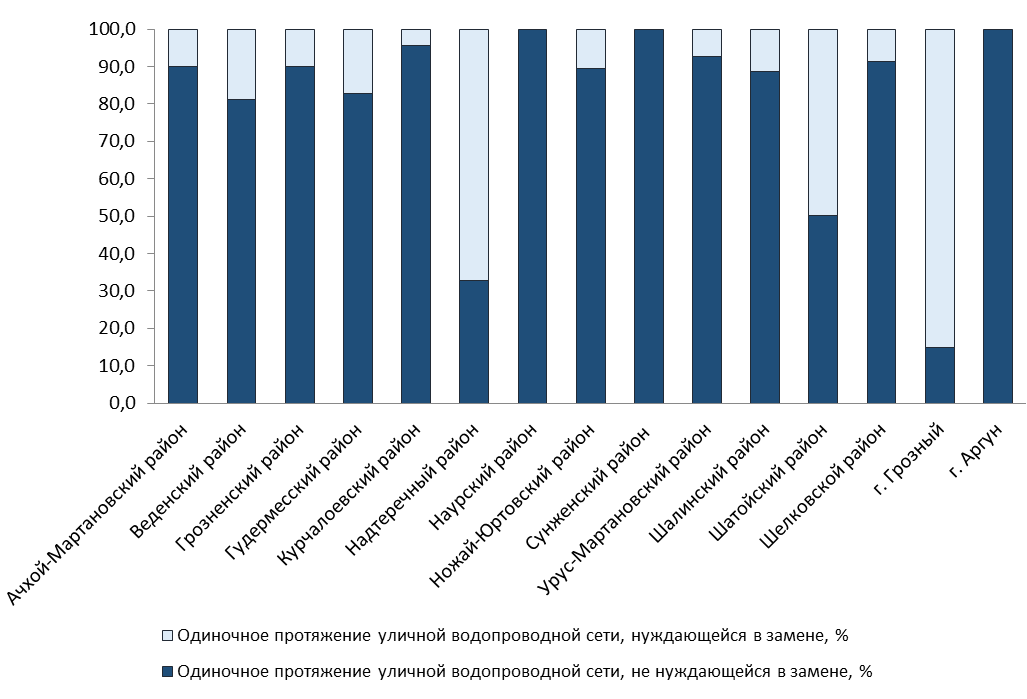 100,0
90,0
80,0
70,0
60,0
50,0
40,0
30,0
20,0
10,0
0,0
Ачхой-Мартановский район
Веденский район
Грозненский район
Гудермесский район
Курчалоевский район
Надтеречный район
Наурский район
Ножай-Юртовский район
Сунженский район
Урус-Мартановский район
Шалинский район
Шатойский район
Шелковской район
г. Грозный
г. Аргун
Одиночное протяжение уличной водопроводной сети, нуждающейся в замене, %
Одиночное протяжение уличной водопроводной сети, не нуждающейся в замене, %